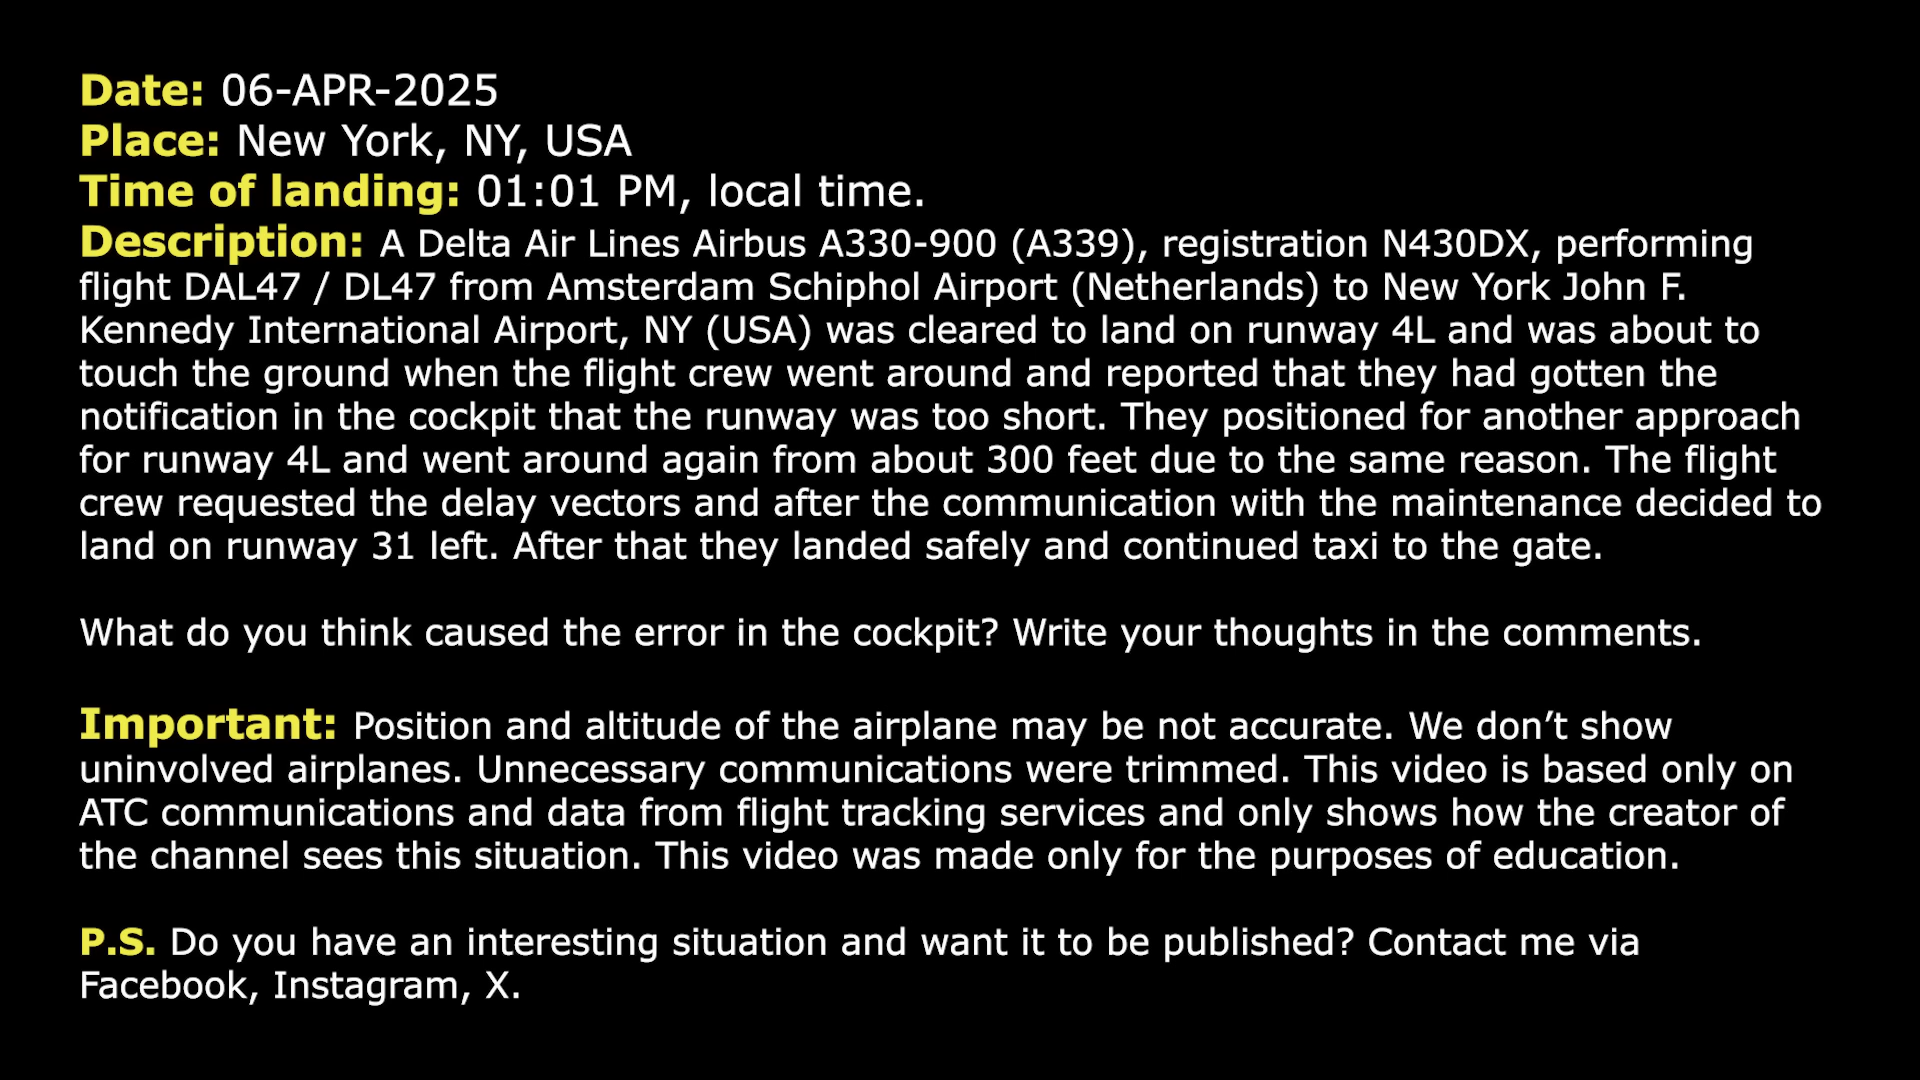 Date: 06-APR-2025
Place: New York, NY, USA
Time of landing: 01:01 PM, local time.
Description: A Delta Air Lines Airbus A330-900 (A339), registration N430DX, performing
flight DAL47 / DL47 from Amsterdam Schiphol Airport (Netherlands) to New York John F.
Kennedy International Airport, NY (USA) was cleared to land on runway 4L and was about to
touch the ground when the flight crew went around and reported that they had gotten the
notification in the cockpit that the runway was too short. They positioned for another approach
for runway 4L and went around again from about 300 feet due to the same reason. The flight
crew requested the delay vectors and after the communication with the maintenance decided to
land on runway 31 left. After that they landed safely and continued taxi to the gate.
What do you think caused the error in the cockpit? Write your thoughts in the comments.
Important: Position and altitude of the airplane may be not accurate. We don’t show
uninvolved airplanes. Unnecessary communications were trimmed. This video is based only on
ATC communications and data from flight tracking services and only shows how the creator of
the channel sees this situation. This video was made only for the purposes of education.
P.S. Do you have an interesting situation and want it to be published? Contact me via
Facebook, Instagram, X.